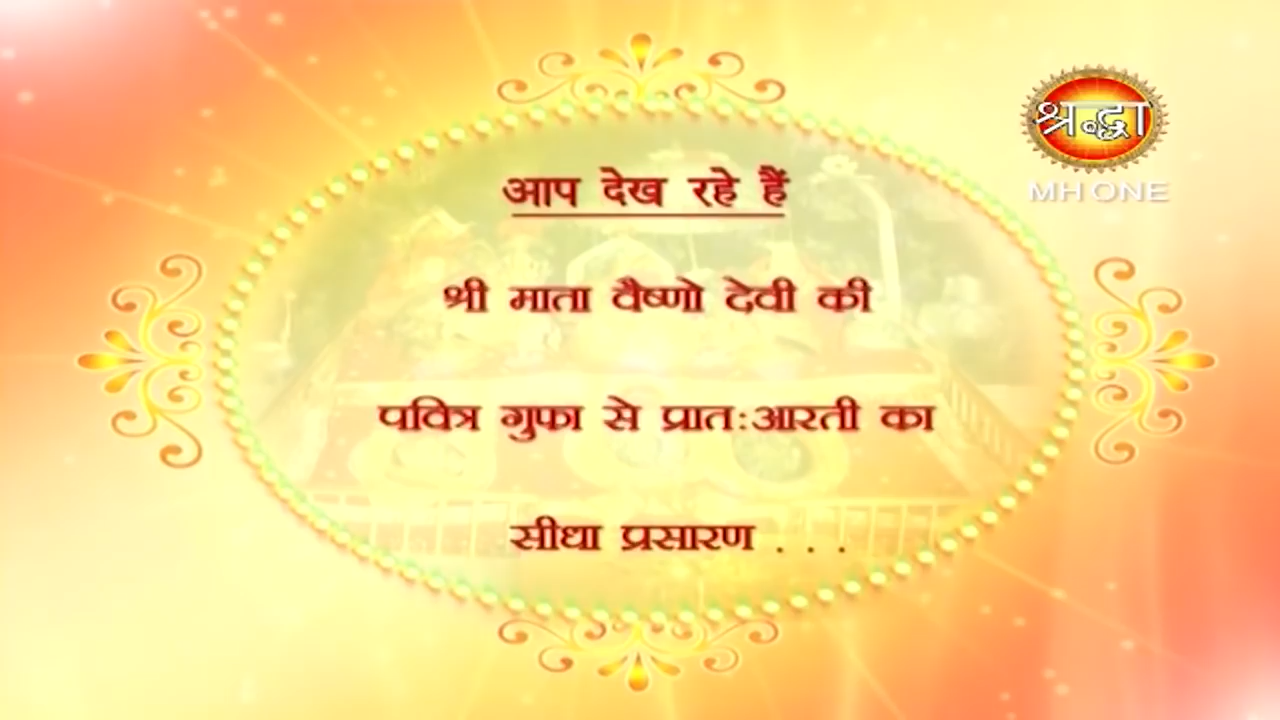 श्रद्धा
MH ONE
आप देख रहे हैं
श्री माता वैष्णो देवी की
पवित्र गुफा से प्रातःआरती का
सीधा प्रसारण . . .